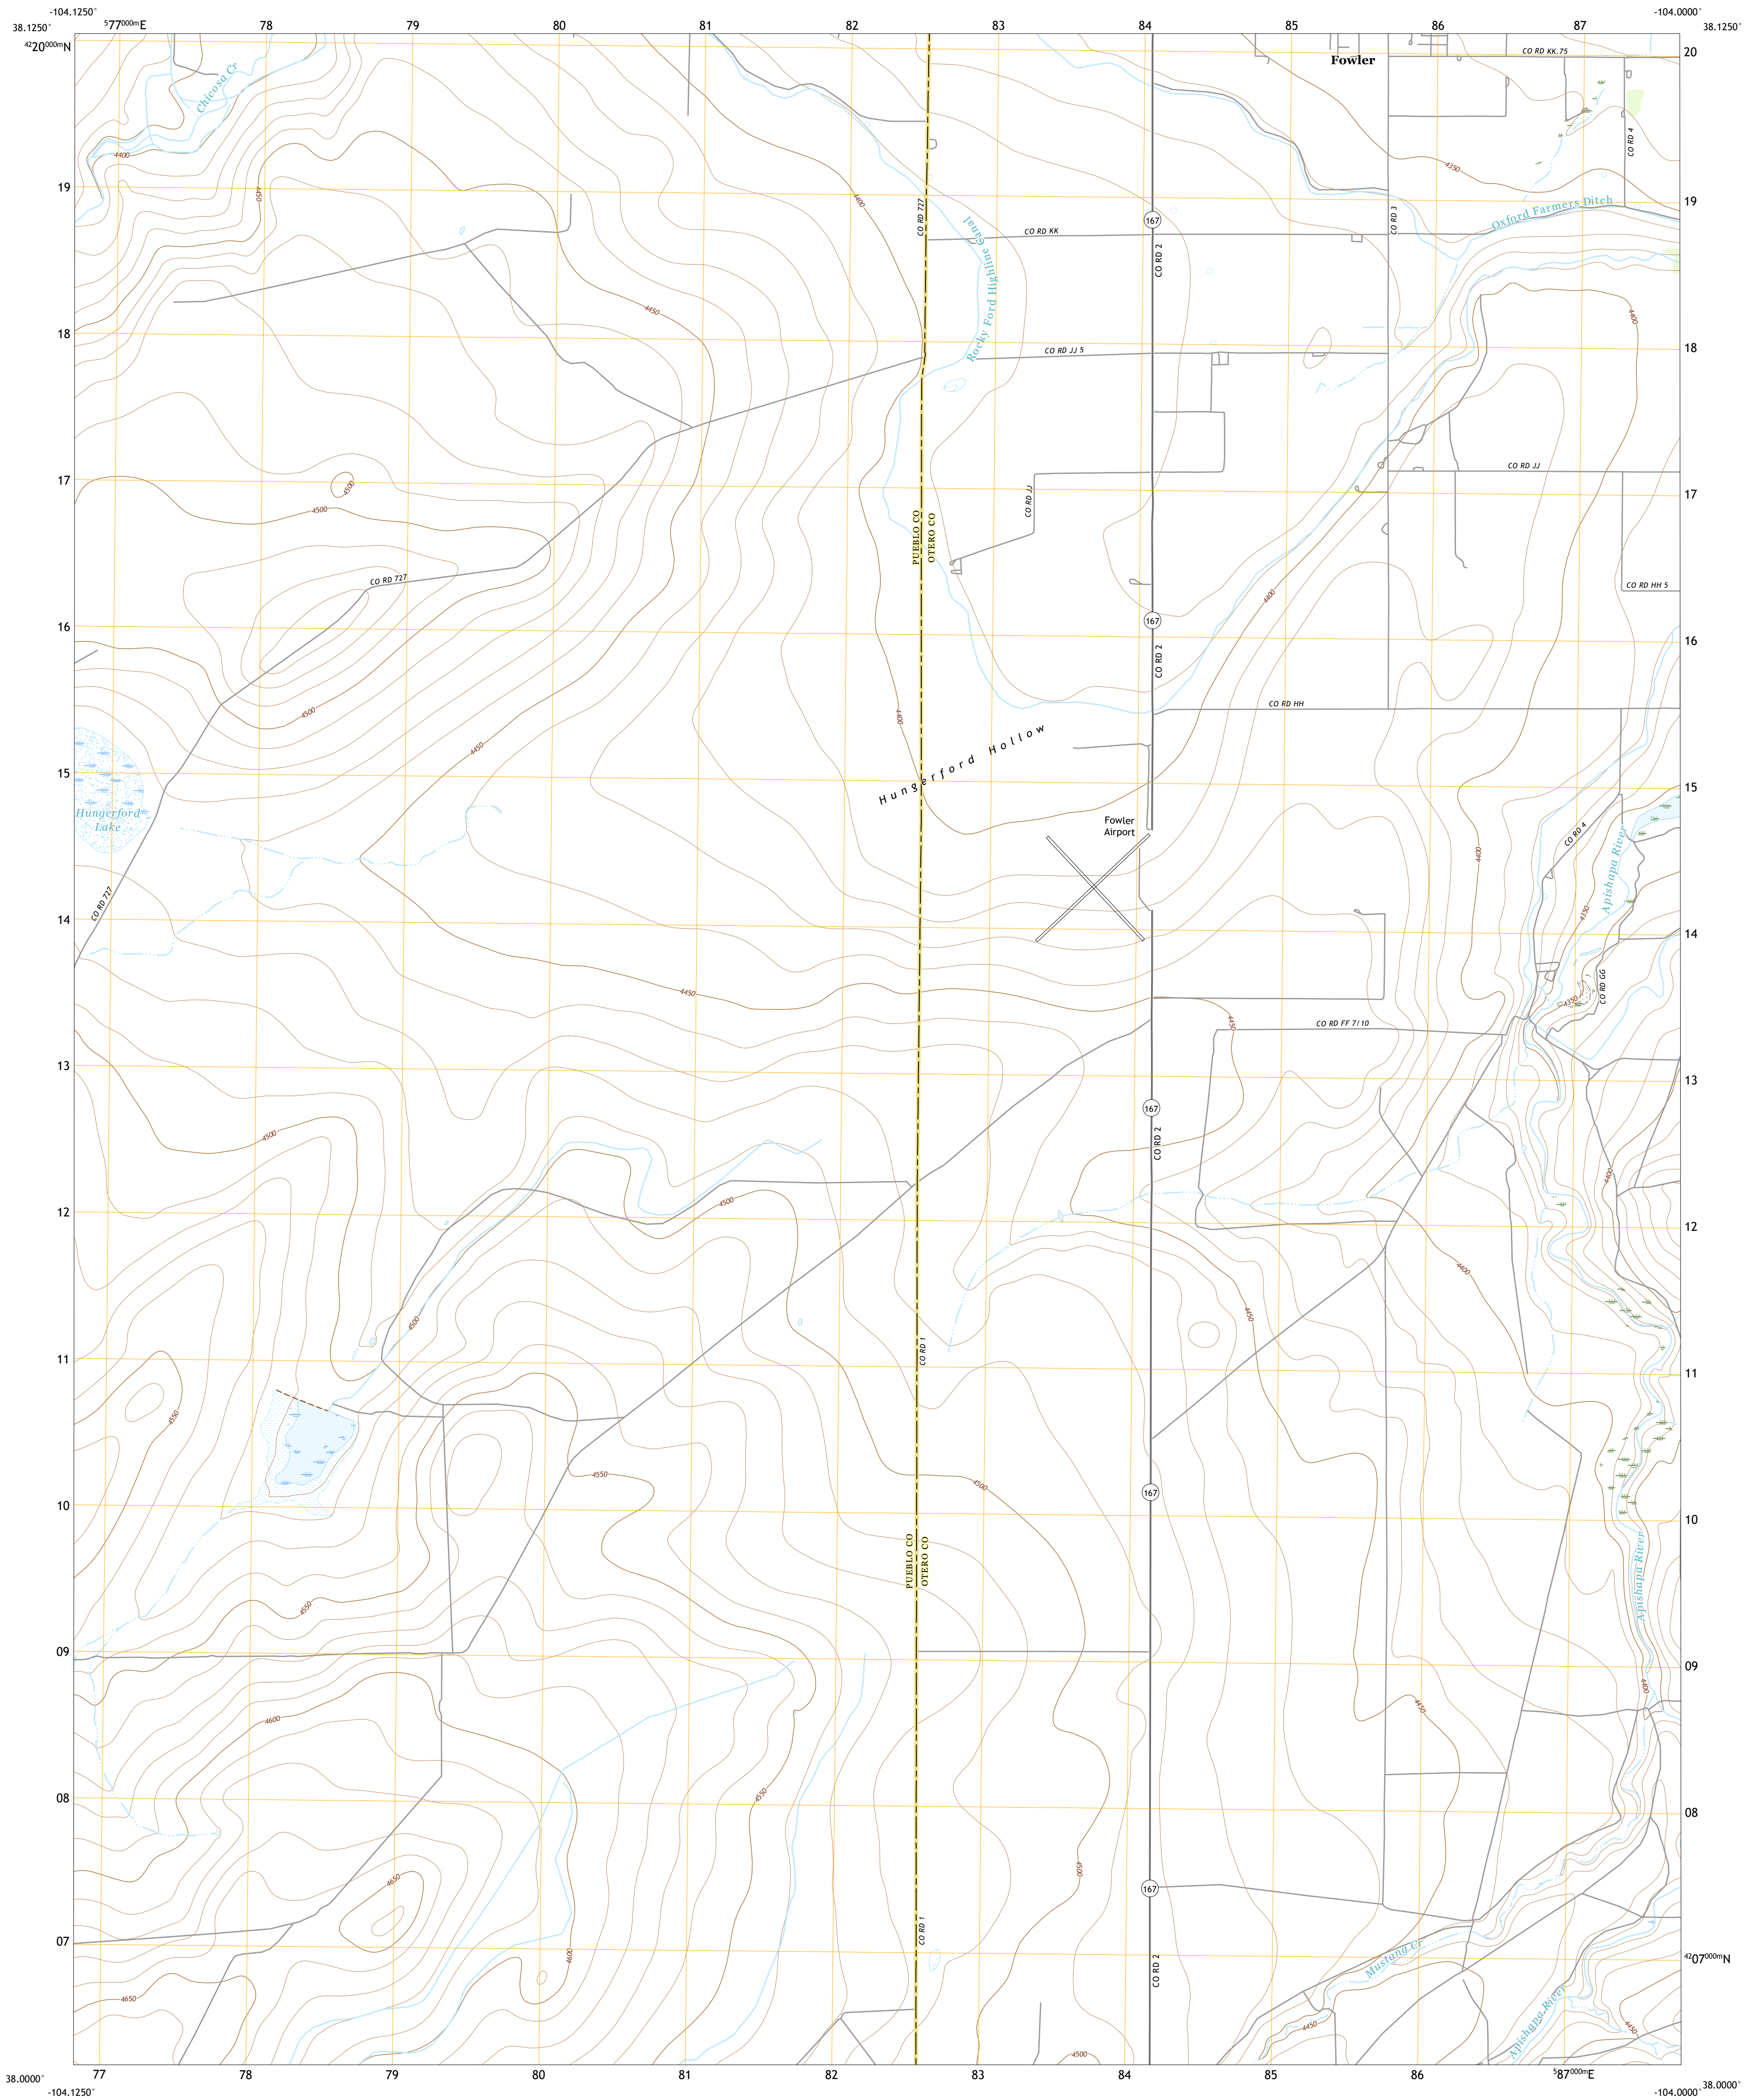 -104.1250°
-104.0000°
38.1250°
577000mE
78
79
80
81
82
83
84
85
86
87
38.1250°
4220000mN
20
Fowler
CO RD KK.75
Chicosa Cr
4400
CO RD 4
4350
19
4450
4400
CO RD 727
19
Oxford Farmers Ditch
167
CO RD 3
CO RD KK
CO RD 2
Rocky Ford Highline Canal
4450
4400
18
CO RD JJ 5
18
17
4500
4500
CO RD JJ
CO RD JJ
17
PUEBLO CO
OTERO CO
CO RD 727
CO RD HH 5
4400
16
167
16
CO RD 2
4500
4400
CO RD HH
4450
Hungerford Hollow
15
15
Hungerford
Lake
Fowler
Airport
CO RD 4
4400
Apishapa River
CO RD 727
4350
14
14
4450
CO RD GG
4350
4450
CO RD FF 7/10
13
13
167
4500
CO RD 2
4400
4500
12
12
4400
4450
4500
CO RD 1
11
11
4550
4550
4500
167
10
10
PUEBLO CO
OTERO CO
Apishapa River
4550
09
09
4400
4600
4450
4550
08
08
4500
4650
167
CO RD 1
07
4600
Mustang Cr
4207000mN
CO RD 2
4650
4450
Apishapa River
4450
4500
38.0000°
77
78
79
80
81
82
83
84
85
86
587000mE
38.0000°
-104.1250°
-104.0000°